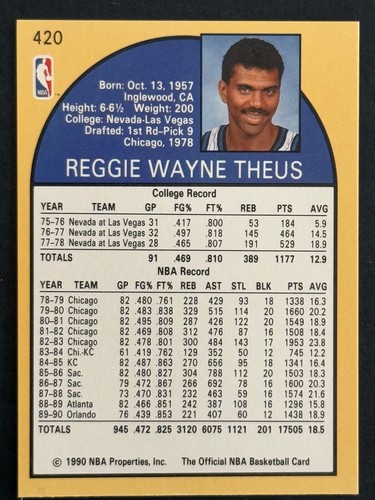 420
NBA
Born: Oct. 13, 1957
Inglewood, CA
Height: 6-6½ Weight: 200
College: Nevada-Las Vegas
Drafted: 1st Rd-Pick 9
Chicago, 1978
REGGIE WAYNE THEUS
College Record
YEAR TEAM GP FG% FT% REB PTS AVG
75-76 Nevada at Las Vegas 31 .417 .800 53 184 5.9
76-77 Nevada at Las Vegas 32 .497 .818 145 464 14.5
77-78 Nevada at Las Vegas 28 .465 .807 191 529 18.9
TOTALS 91 .469 .810 389 1177 12.9
NBA Record
YEAR TEAM GP FG% FT% REB AST STL BLK PTS AVG
78-79 Chicago 82 .480 .761 228 429 93 18 1338 16.3
79-80 Chicago 82 .483 .838 329 515 114 20 1660 20.2
80-81 Chicago 82 .495 .809 287 426 122 20 1549 18.9
81-82 Chicago 82 .469 .808 312 476 87 16 1508 18.4
82-83 Chicago 82 .478 .801 300 484 143 17 1953 23.8
83-84 Chi.-KC 61 .419 .762 129 352 50 12 745 12.2
84-85 KC 82 .487 .863 270 656 95 18 1341 16.4
85-86 Sac. 82 .480 .827 304 788 112 20 1503 18.3
86-87 Sac. 79 .472 .867 266 692 78 16 1600 20.3
87-88 Sac. 73 .470 .831 232 463 59 16 1574 21.6
88-89 Atlanta 82 .466 .851 242 387 108 16 1296 15.8
89-90 Orlando 76 .439 .853 221 407 60 12 1438 18.9
TOTALS 945 .472 .825 3120 6075 1121 201 17505 18.5
© 1990 NBA Properties, Inc. The Official NBA Basketball Card